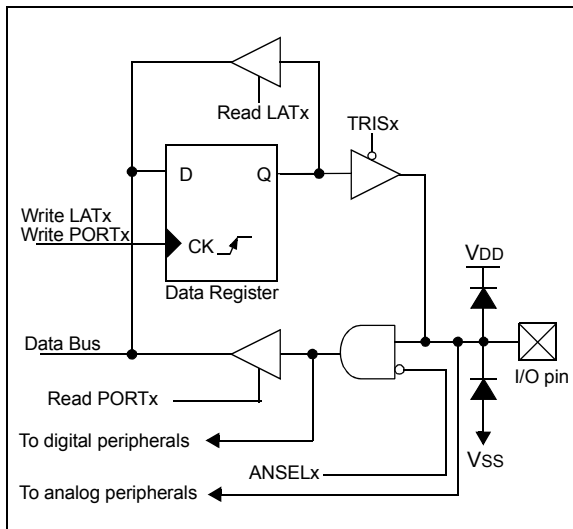 Read LATx
TRISx
D Q
Write LATx
Write PORTx
CK
Data Register
VDD
Data Bus
I/O pin
Read PORTx
To digital peripherals
VSS
ANSELx
To analog peripherals